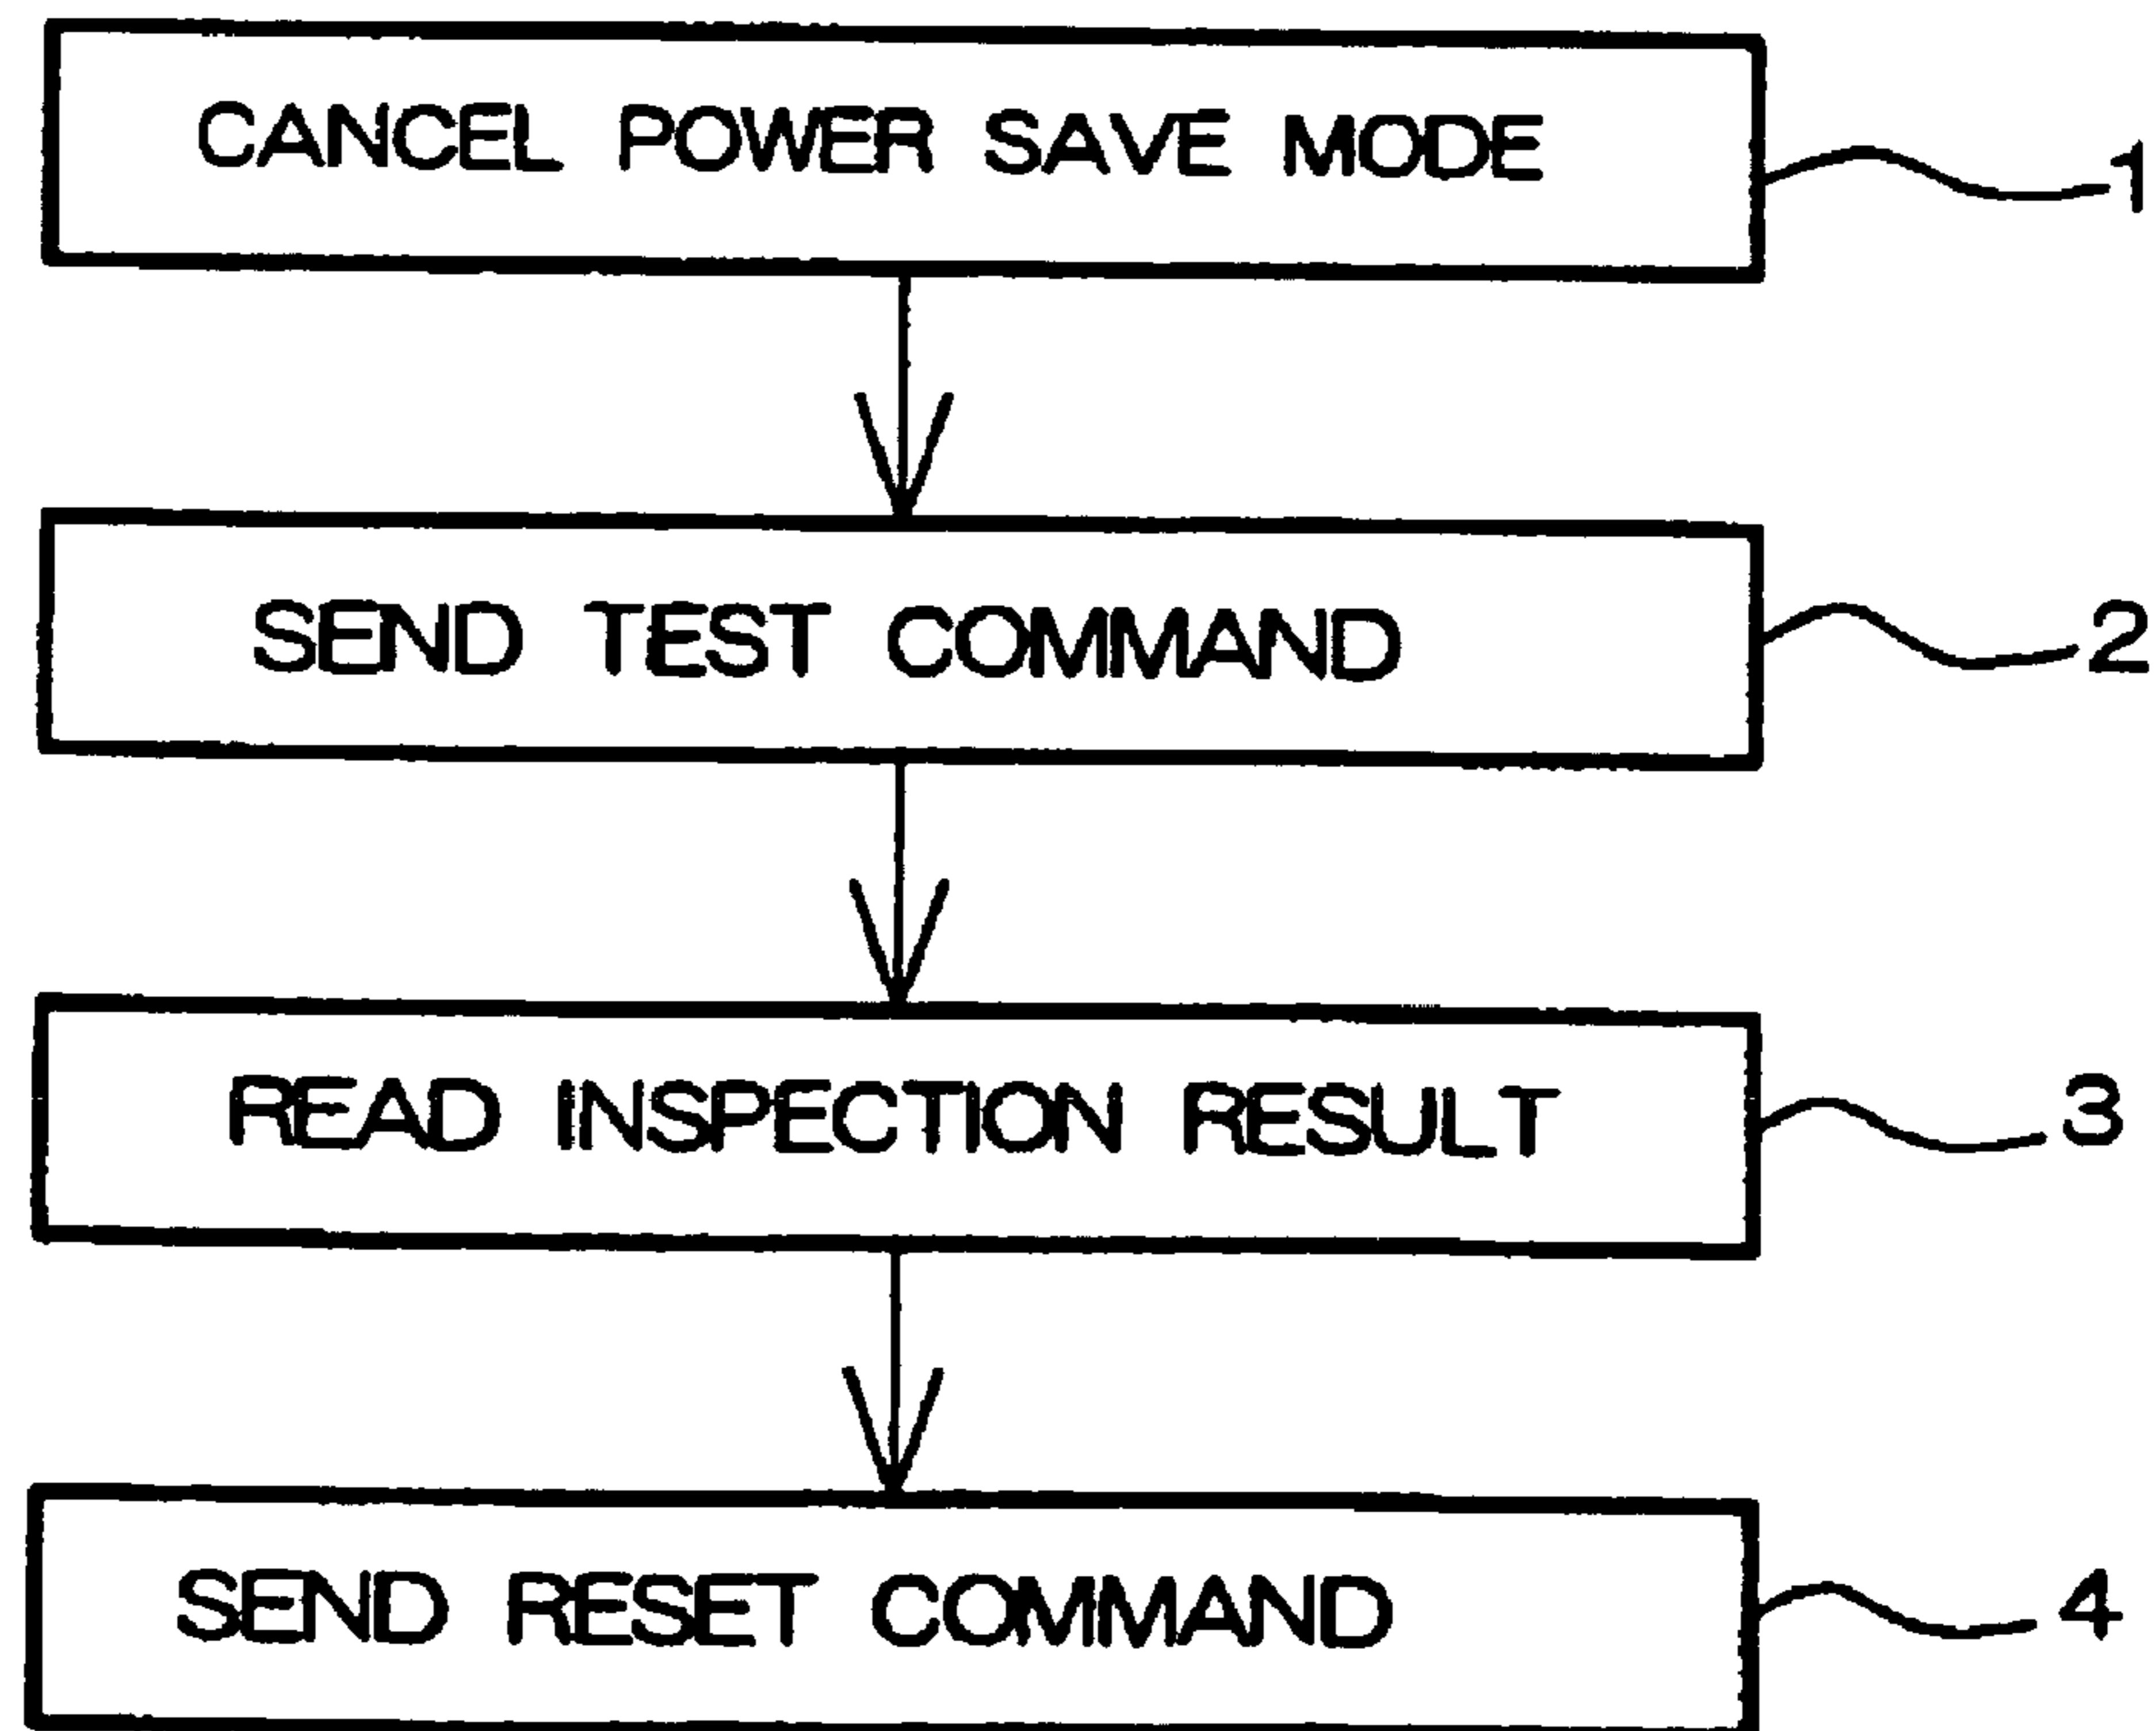 CANCEL POWER SAVE MODE
1
SEND TEST COMMAND
2
READ INSPECTION RESULT
3
SEND RESET COMMAND
4